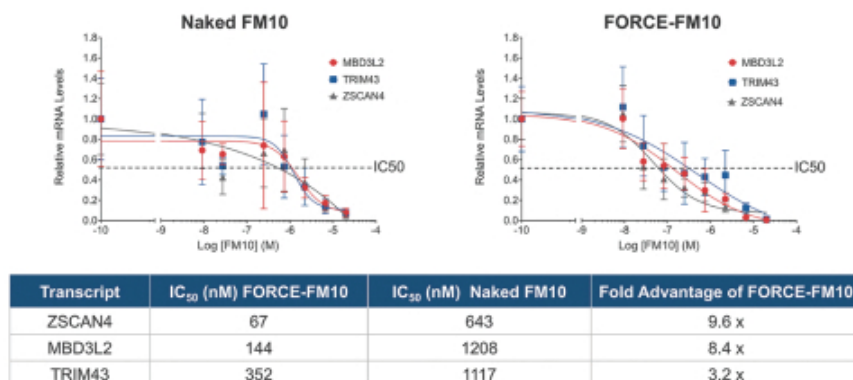 Naked FM10
FORCE-FM10
Relative mRNA Levels
1.8
1.6
1.4
1.2
1.0
0.8
0.6
0.4
0.2
0.0
MBD3L2
TRIM43
ZSCAN4
IC50
-10 -9 -8 -7 -6 -5 -4
Log [FM10] (M)
Relative mRNA Levels
1.8
1.6
1.4
1.2
1.0
0.8
0.6
0.4
0.2
0.0
MBD3L2
TRIM43
ZSCAN4
IC50
-10 -9 -8 -7 -6 -5 -4
Log [FM10] (M)
Transcript IC50 (nM) FORCE-FM10 IC50 (nM) Naked FM10 Fold Advantage of FORCE-FM10
ZSCAN4 67 643 9.6 x
MBD3L2 144 1208 8.4 x
TRIM43 352 1117 3.2 x